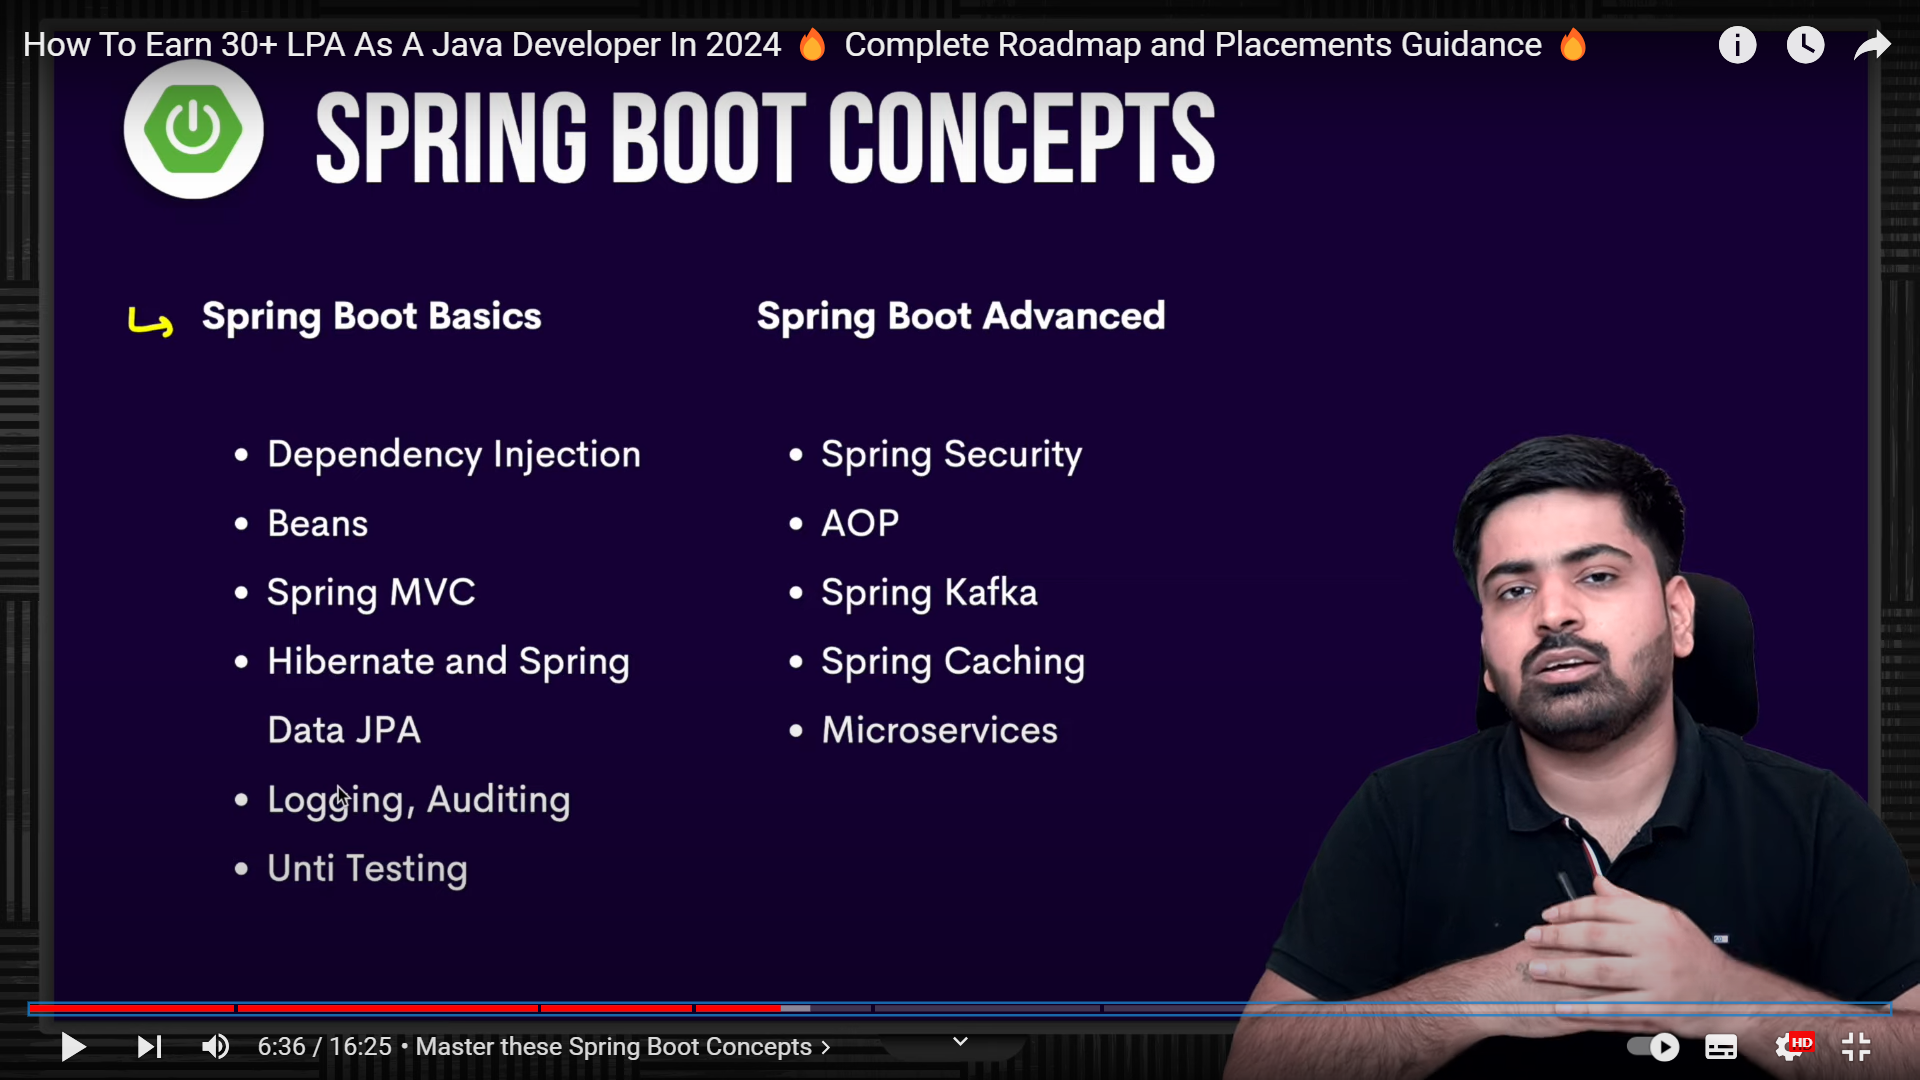 How To Earn 30+ LPA As A Java Developer In 2024 🔥 Complete Roadmap and Placements Guidance 🔥
SPRING BOOT CONCEPTS
Spring Boot Basics
• Dependency Injection
• Beans
• Spring MVC
• Hibernate and Spring
Data JPA
• Logging, Auditing
• Unti Testing
Spring Boot Advanced
• Spring Security
• AOP
• Spring Kafka
• Spring Caching
• Microservices
6:36 / 16:25 • Master these Spring Boot Concepts
HD